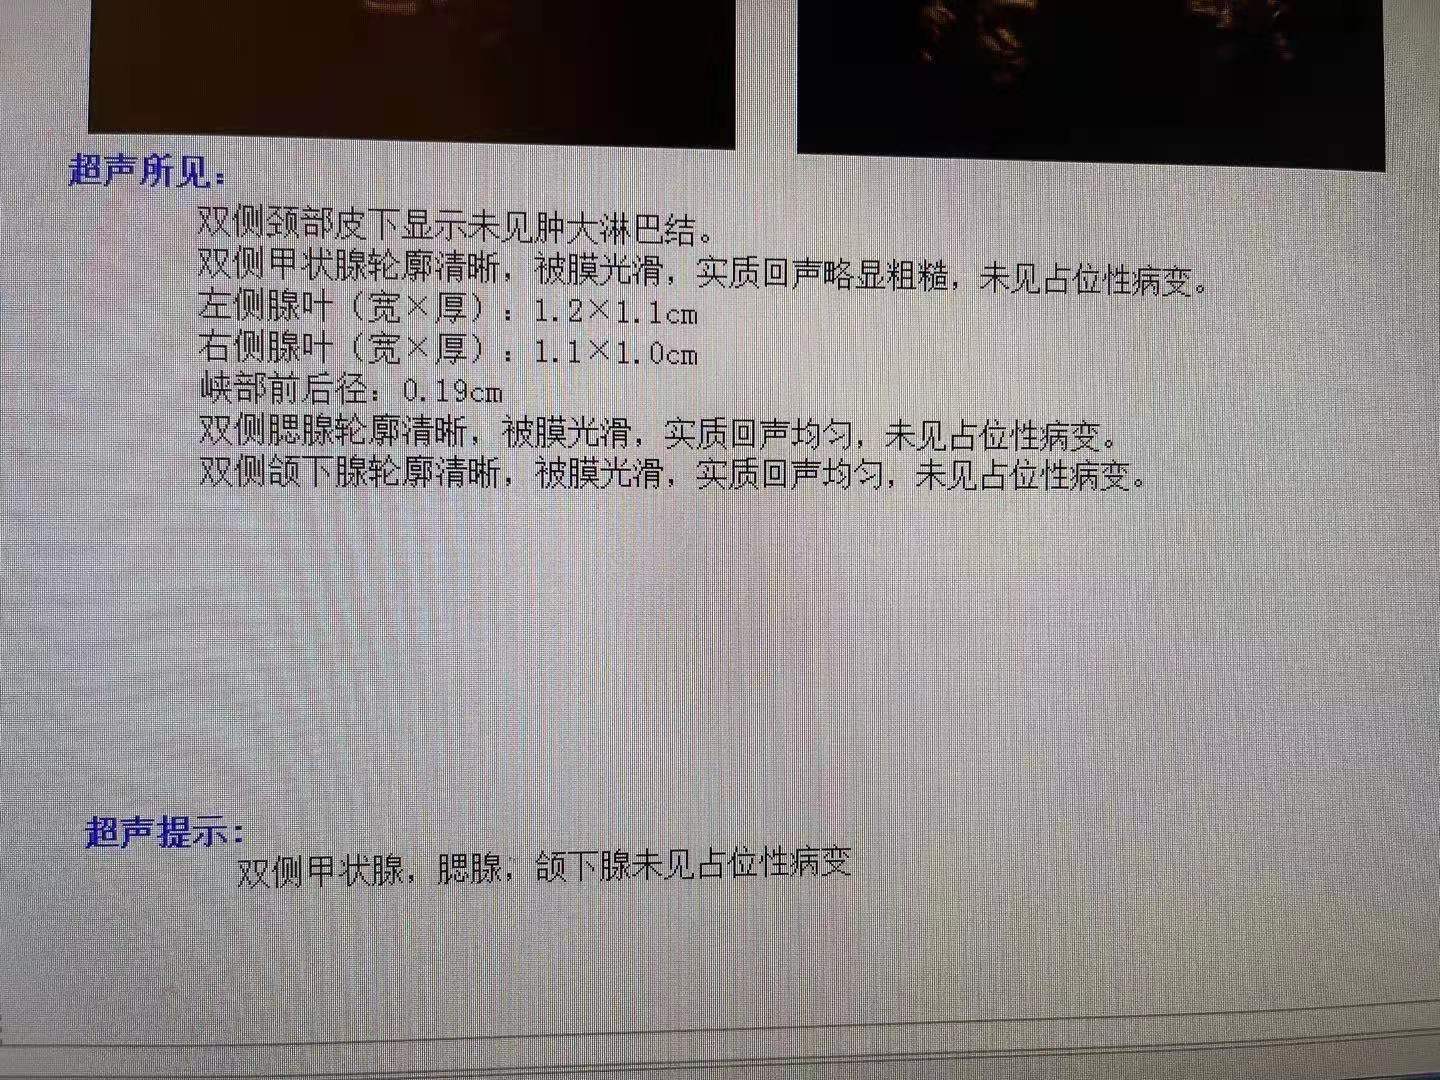 超声所见：
双侧颈部皮下显示未见肿大淋巴结。
双侧甲状腺轮廓清晰，被膜光滑，实质回声略显粗糙，未见占位性病变。
左侧腺叶（宽×厚）：1.2×1.1cm
右侧腺叶（宽×厚）：1.1×1.0cm
峡部前后径：0.19cm
双侧腮腺轮廓清晰，被膜光滑，实质回声均匀，未见占位性病变。
双侧颌下腺轮廓清晰，被膜光滑，实质回声均匀，未见占位性病变。
超声提示：
双侧甲状腺，腮腺，颌下腺未见占位性病变